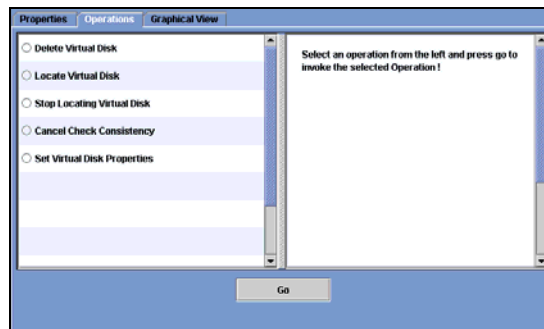 Properties Operations Graphical View
Delete Virtual Disk
Locate Virtual Disk
Stop Locating Virtual Disk
Cancel Check Consistency
Set Virtual Disk Properties
Select an operation from the left and press go to
invoke the selected Operation !
Go